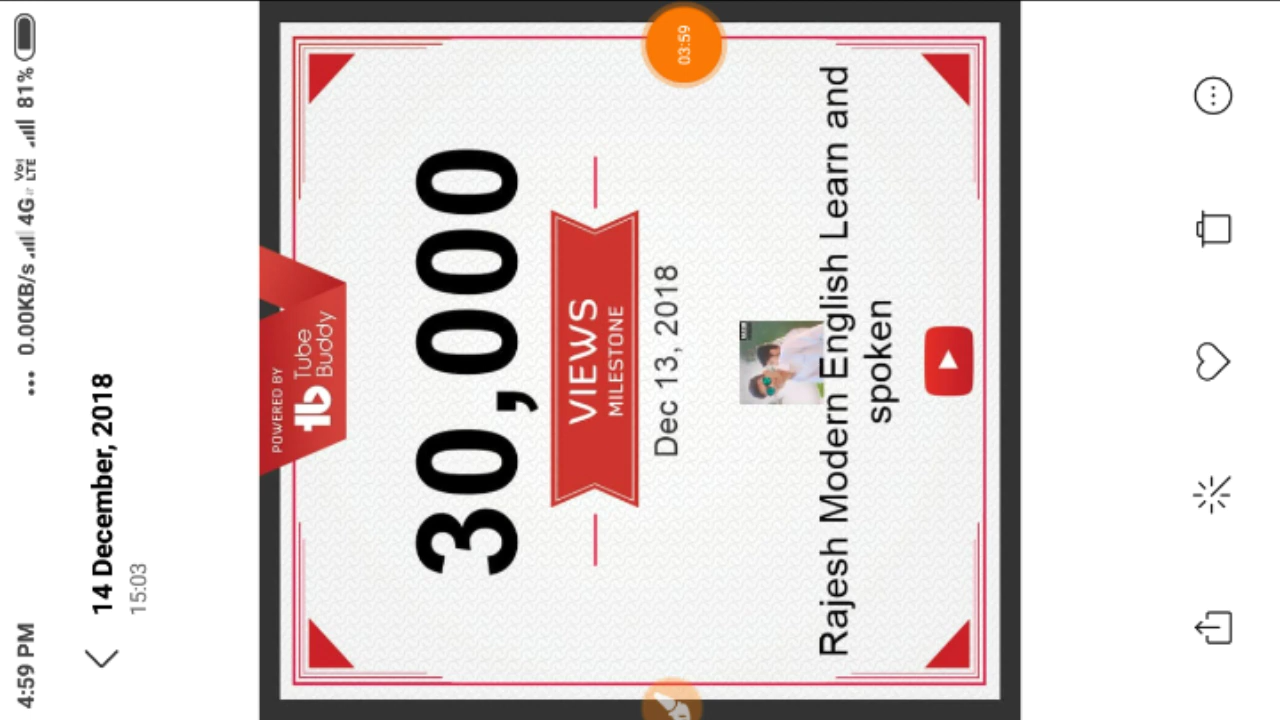 4:59 PM
... 0.00KB/s 4G VoLTE 81%
14 December, 2018
15:03
03:59
POWERED BY
Tube
Buddy
30,000
VIEWS
MILESTONE
Dec 13, 2018
Rajesh Modern English Learn and
spoken